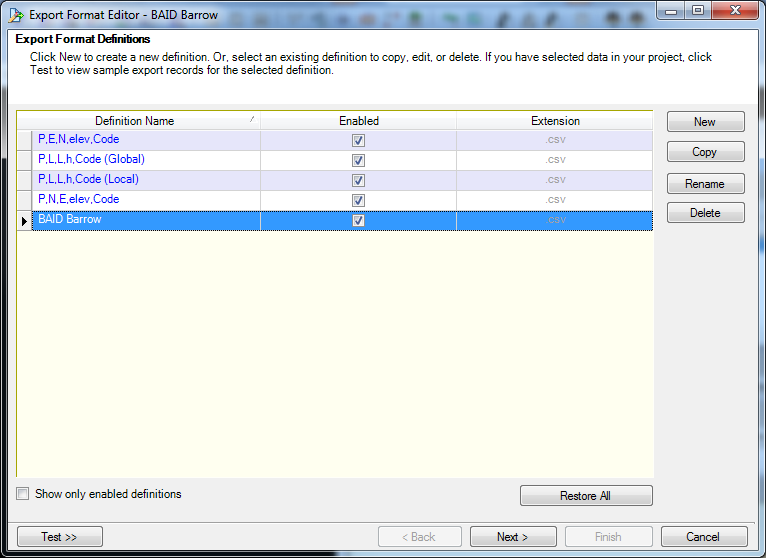 Export Format Editor - BAID Barrow
Export Format Definitions
Click New to create a new definition. Or, select an existing definition to copy, edit, or delete. If you have selected data in your project, click
Test to view sample export records for the selected definition.
Definition Name Enabled Extension
P,E,N,elev,Code .csv
P,L,L,h,Code (Global) .csv
P,L,L,h,Code (Local) .csv
P,N,E,elev,Code .csv
BAID Barrow .csv
New
Copy
Rename
Delete
Show only enabled definitions
Restore All
Test >> < Back Next > Finish Cancel